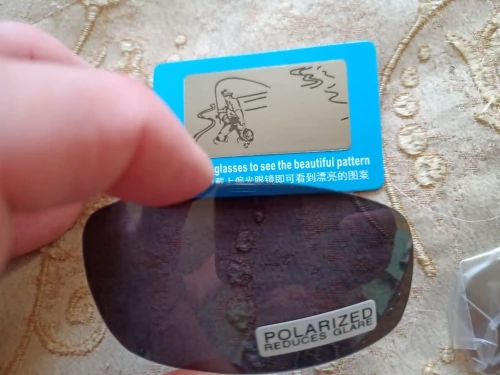 glasses to see the beautiful pattern
戴上偏光眼镜即可看到漂亮的图案
POLARIZED
REDUCES GLARE